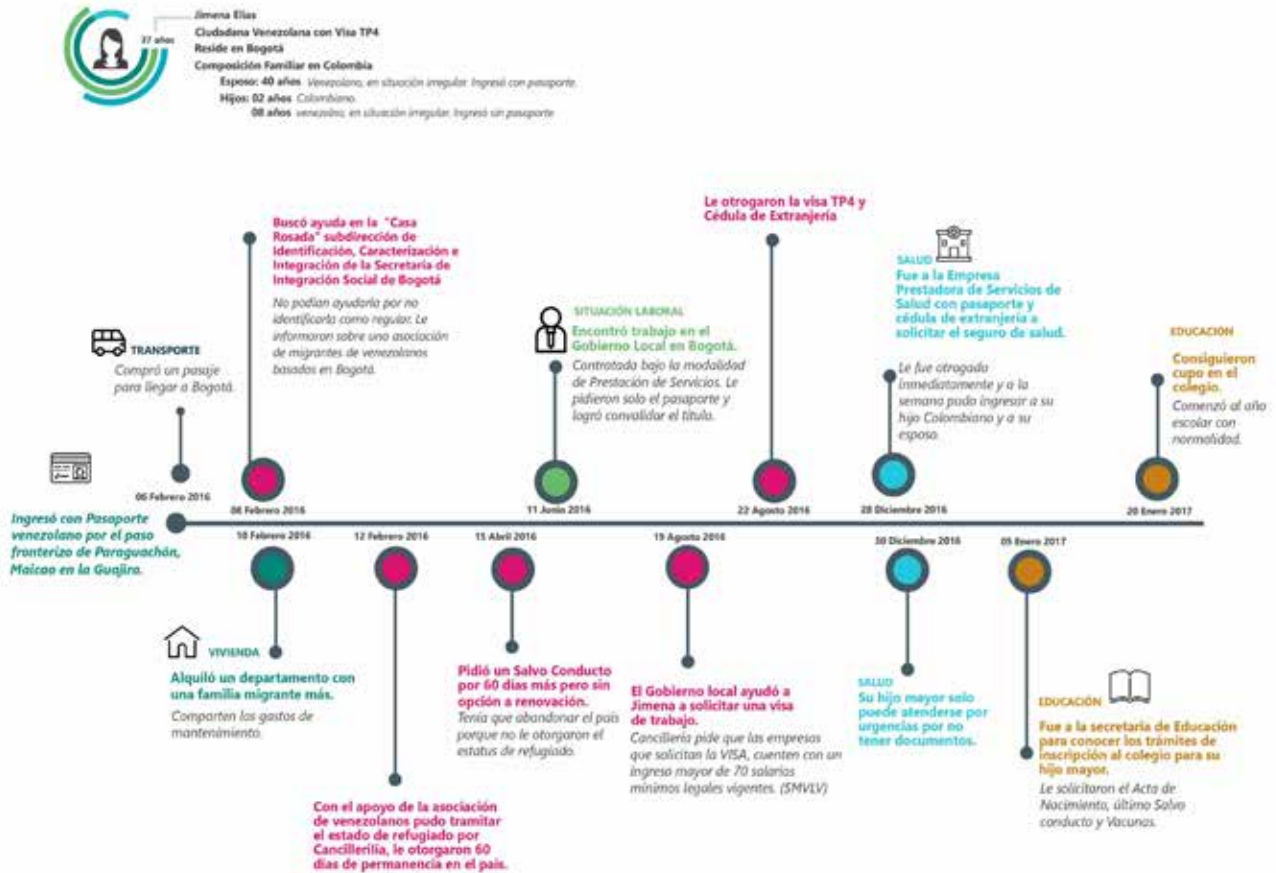 37 años
Jimena Elías
Ciudadana Venezolana con Visa TP4
Reside en Bogotá
Composición Familiar en Colombia
Esposo: 40 años Venezolano, en situación irregular. Ingresó con pasaporte.
Hijos: 02 años Colombiano.
08 años venezolano, en situación irregular. Ingresó sin pasaporte
Ingresó con Pasaporte
venezolano por el paso
fronterizo de Paraguachón,
Maicao en la Guajira.
TRANSPORTE
Compró un pasaje
para llegar a Bogotá.
06 Febrero 2016
Buscó ayuda en la "Casa
Rosada" subdirección de
Identificación, Caracterización e
Integración de la Secretaría de
Integración Social de Bogotá
No podían ayudarla por no
identificarla como regular. Le
informaron sobre una asociación
de migrantes de venezolanos
basados en Bogotá.
08 Febrero 2016
10 Febrero 2016
VIVIENDA
Alquiló un departamento con
una familia migrante más.
Comparten los gastos de
mantenimiento.
12 Febrero 2016
Con el apoyo de la asociación
de venezolanos pudo tramitar
el estado de refugiado por
Cancillerilía, le otorgaron 60
días de permanencia en el país.
15 Abril 2016
Pidió un Salvo Conducto
por 60 días más pero sin
opción a renovación.
Tenía que abandonar el país
porque no le otorgaron el
estatus de refugiado.
SITUACIÓN LABORAL
Encontró trabajo en el
Gobierno Local en Bogotá.
Contratada bajo la modalidad
de Prestación de Servicios. Le
pidieron solo el pasaporte y
logró convalidar el título.
11 Junio 2016
19 Agosto 2016
El Gobierno local ayudó a
Jimena a solicitar una visa
de trabajo.
Cancillería pide que las empresas
que solicitan la VISA, cuenten con un
ingreso mayor de 70 salarios
mínimos legales vigentes. (SMVLV)
Le otrogaron la visa TP4 y
Cédula de Extranjería
22 Agosto 2016
SALUD
Fue a la Empresa
Prestadora de Servicios de
Salud con pasaporte y
cédula de extranjería a
solicitar el seguro de salud.
Le fue otrogada
inmediatamente y a la
semana pudo ingresar a su
hijo Colombiano y a su
esposo.
28 Diciembre 2016
30 Diciembre 2016
SALUD
Su hijo mayor solo
puede atenderse por
urgencias por no
tener documentos.
05 Enero 2017
EDUCACIÓN
Fue a la secretaria de Educación
para conocer los trámites de
inscripción al colegio para su
hijo mayor.
Le solicitaron el Acta de
Nacimiento, último Salvo
conducto y Vacunas.
EDUCACIÓN
Consiguieron
cupo en el
colegio.
Comenzó al año
escolar con
normalidad.
20 Enero 2017